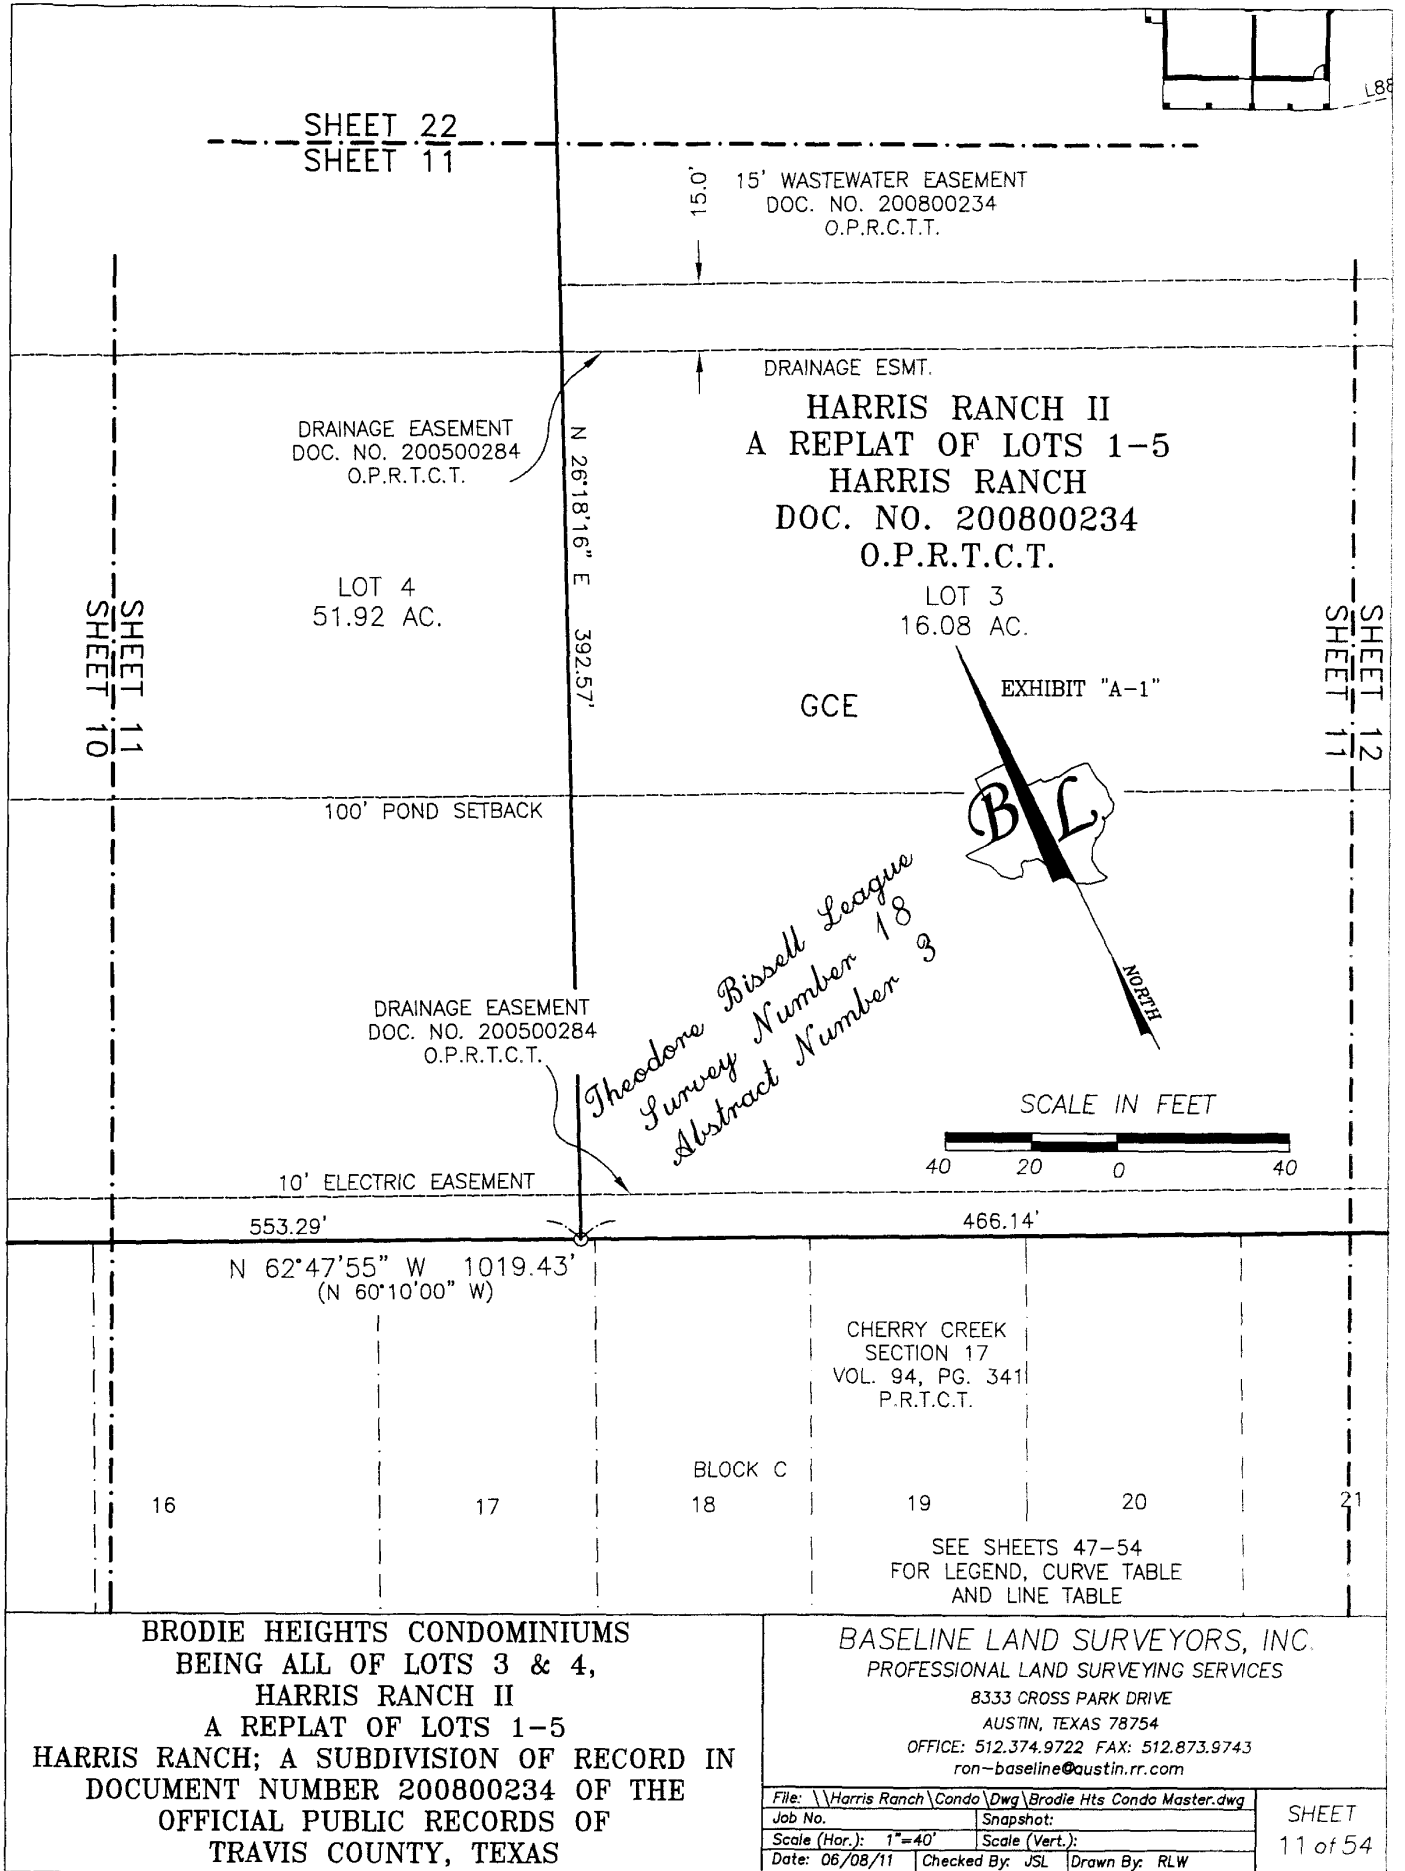 L88
SHEET 22
SHEET 11
15.0'
15' WASTEWATER EASEMENT
DOC. NO. 200800234
O.P.R.C.T.T.
DRAINAGE ESMT.
HARRIS RANCH II
A REPLAT OF LOTS 1-5
HARRIS RANCH
DOC. NO. 200800234
O.P.R.T.C.T.
DRAINAGE EASEMENT
DOC. NO. 200500284
O.P.R.T.C.T.
N 26°18'16" E 392.57'
LOT 4
51.92 AC.
LOT 3
16.08 AC.
SHEET 11
SHEET 10
SHEET 12
SHEET 11
EXHIBIT "A-1"
GCE
B L
100' POND SETBACK
Theodore Bissell League
Survey Number 18
Abstract Number 3
NORTH
DRAINAGE EASEMENT
DOC. NO. 200500284
O.P.R.T.C.T.
SCALE IN FEET
40 20 0 40
10' ELECTRIC EASEMENT
553.29'
466.14'
N 62°47'55" W 1019.43'
(N 60°10'00" W)
CHERRY CREEK
SECTION 17
VOL. 94, PG. 341
P.R.T.C.T.
BLOCK C
16 17 18 19 20 21
SEE SHEETS 47-54
FOR LEGEND, CURVE TABLE
AND LINE TABLE
BRODIE HEIGHTS CONDOMINIUMS
BEING ALL OF LOTS 3 & 4,
HARRIS RANCH II
A REPLAT OF LOTS 1-5
HARRIS RANCH; A SUBDIVISION OF RECORD IN
DOCUMENT NUMBER 200800234 OF THE
OFFICIAL PUBLIC RECORDS OF
TRAVIS COUNTY, TEXAS
BASELINE LAND SURVEYORS, INC.
PROFESSIONAL LAND SURVEYING SERVICES
8333 CROSS PARK DRIVE
AUSTIN, TEXAS 78754
OFFICE: 512.374.9722 FAX: 512.873.9743
ron-baseline@austin.rr.com
File: \\Harris Ranch\Condo\Dwg\Brodie Hts Condo Master.dwg
Job No. Snapshot:
Scale (Hor.): 1"=40' Scale (Vert.):
Date: 06/08/11 Checked By: JSL Drawn By: RLW
SHEET
11 of 54